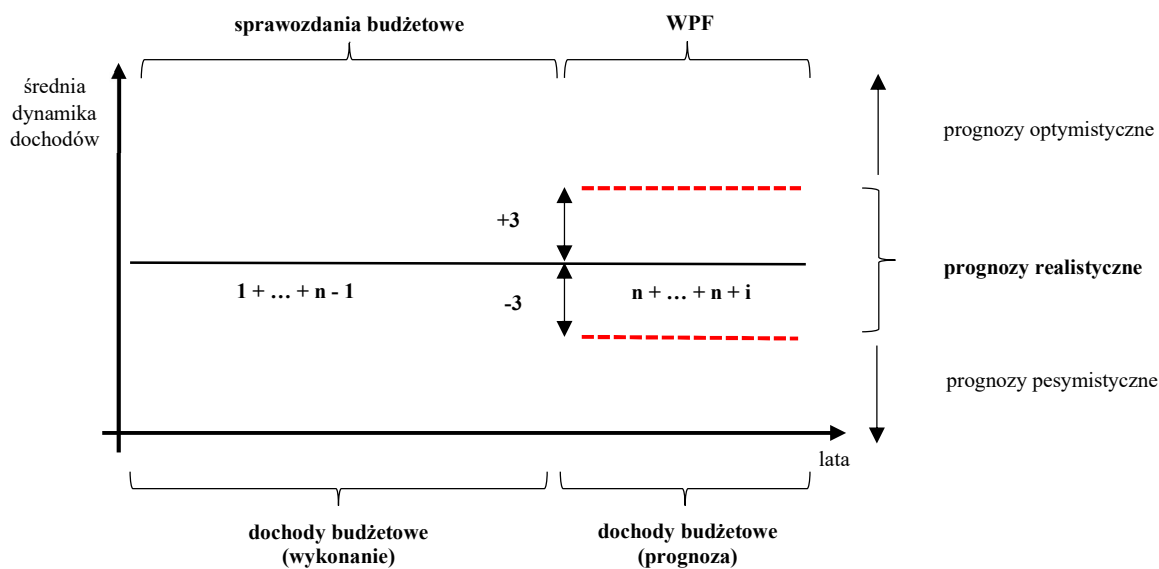 sprawozdania budżetowe
WPF
średnia
dynamika
dochodów
prognozy optymistyczne
+3
prognozy realistyczne
1 + … + n - 1
-3
n + … + n + i
prognozy pesymistyczne
lata
dochody budżetowe
(wykonanie)
dochody budżetowe
(prognoza)